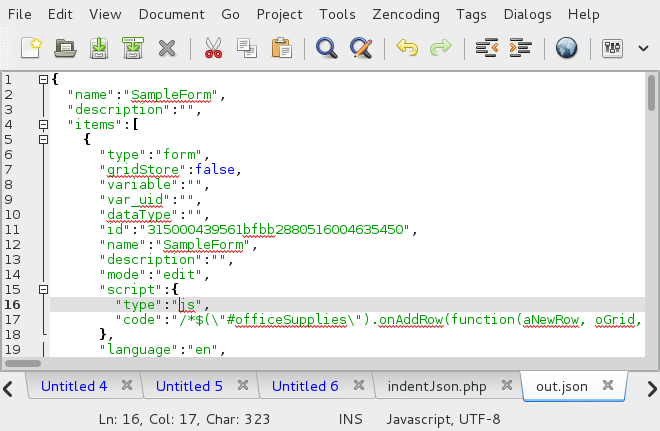 File Edit View Document Go Project Tools Zencoding Tags Dialogs Help
1 {
2 "name":"SampleForm",
3 "description":"",
4 "items":[
5 {
6 "type":"form",
7 "gridStore":false,
8 "variable":"",
9 "var_uid":"",
10 "dataType":"",
11 "id":"315000439561bfbb2880516004635450",
12 "name":"SampleForm",
13 "description":"",
14 "mode":"edit",
15 "script":{
16 "type":"js",
17 "code":"/*$(\"#officeSupplies\").onAddRow(function(aNewRow, oGrid,
18 },
19 "language":"en",
Untitled 4 Untitled 5 Untitled 6 indentJson.php out.json
Ln: 16, Col: 17, Char: 323 INS Javascript, UTF-8